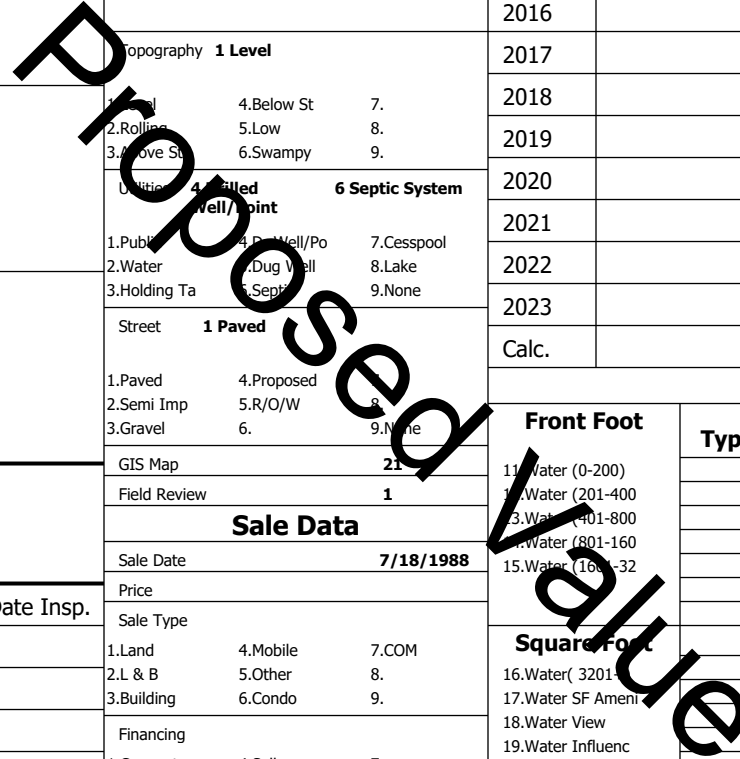 Topography 1 Level
4.Below St 7.
2.Rolling 5.Low 8.
3.Above St 6.Swampy 9.
Utilities 4 Drilled Well/Point 6 Septic System
4.Dr Well/Po 7.Cesspool
2.Water 5.Dug Well 8.Lake
3.Holding Ta 6.Septic 9.None
Street 1 Paved
1.Paved 4.Proposed
2.Semi Imp 5.R/O/W 8.
3.Gravel 6. 9.None
GIS Map 21
Field Review 1
Sale Data
Sale Date 7/18/1988
Price
Sale Type
1.Land 4.Mobile 7.COM
2.L & B 5.Other 8.
3.Building 6.Condo 9.
Financing
Date Insp.
2016
2017
2018
2019
2020
2021
2022
2023
Calc.
Front Foot
Typ
11.Water (0-200)
12.Water (201-400
13.Water (401-800
14.Water (801-160
15.Water (1601-32
Square Foot
16.Water( 3201-
17.Water SF Ameni
18.Water View
19.Water Influenc
Proposed Value